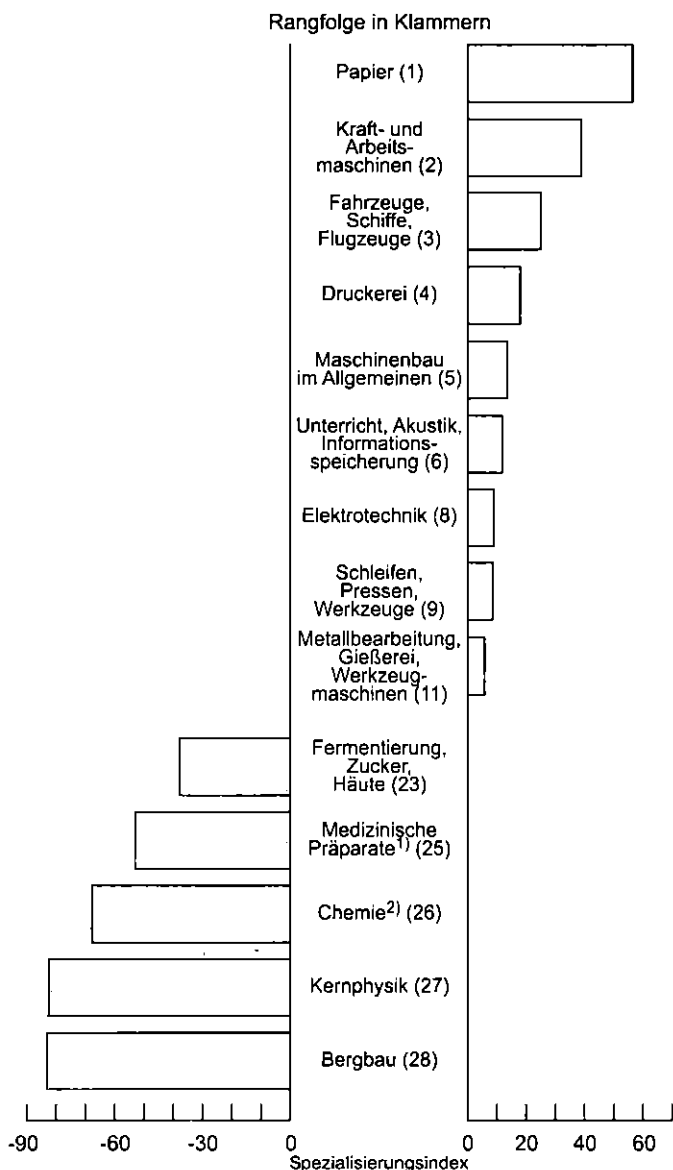 Rangfolge in Klammern
Papier (1)
Kraft- und
Arbeits-
maschinen (2)
Fahrzeuge,
Schiffe,
Flugzeuge (3)
Druckerei (4)
Maschinenbau
im Allgemeinen (5)
Unterricht, Akustik,
Informations-
speicherung (6)
Elektrotechnik (8)
Schleifen,
Pressen,
Werkzeuge (9)
Metallbearbeitung,
Gießerei,
Werkzeug-
maschinen (11)
Fermentierung,
Zucker,
Häute (23)
Medizinische
Präparate1) (25)
Chemie2) (26)
Kernphysik (27)
Bergbau (28)
-90 -60 -30 0 0 20 40 60
Spezialisierungsindex